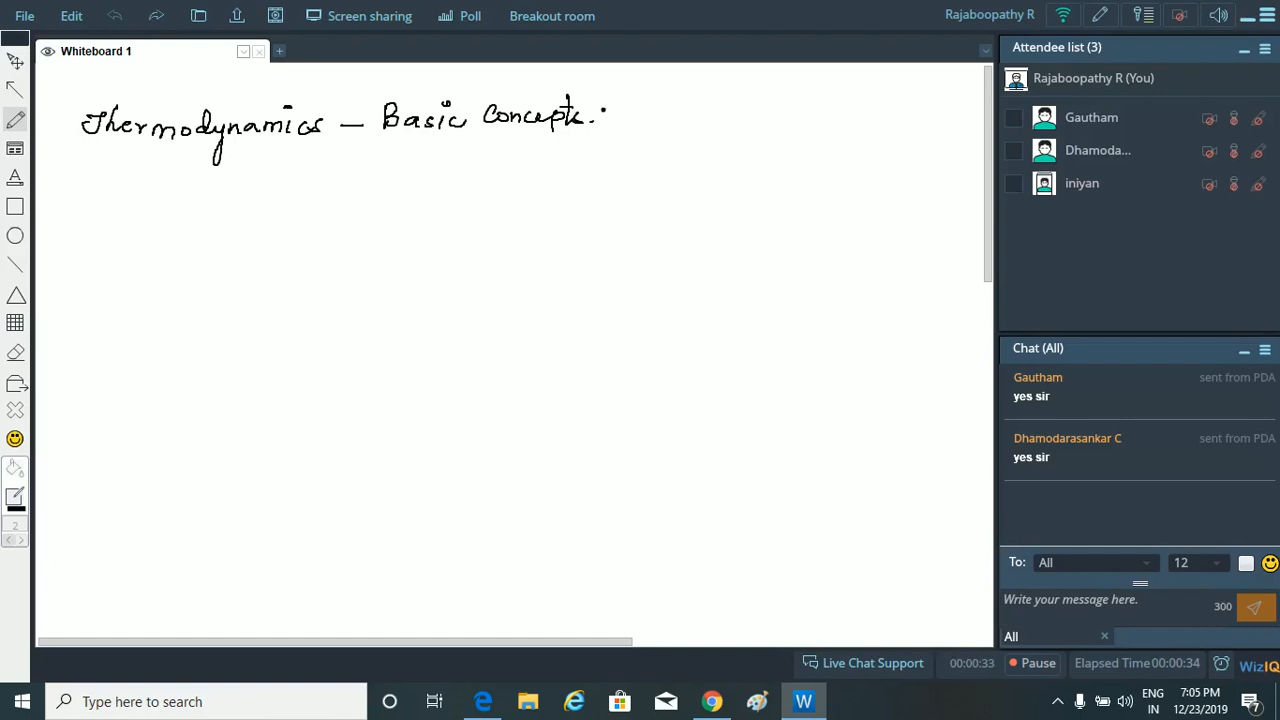 File Edit Screen sharing Poll Breakout room Rajaboopathy R
Whiteboard 1
Thermodynamics — Basic Concepts.
Attendee list (3)
Rajaboopathy R (You)
Gautham
Dhamoda...
iniyan
Chat (All)
Gautham sent from PDA
yes sir
Dhamodarasankar C sent from PDA
yes sir
To: All 12
Write your message here. 300
All
2
Live Chat Support 00:00:33 Pause Elapsed Time 00:00:34 WizIQ
Type here to search
ENG 7:05 PM
IN 12/23/2019 7